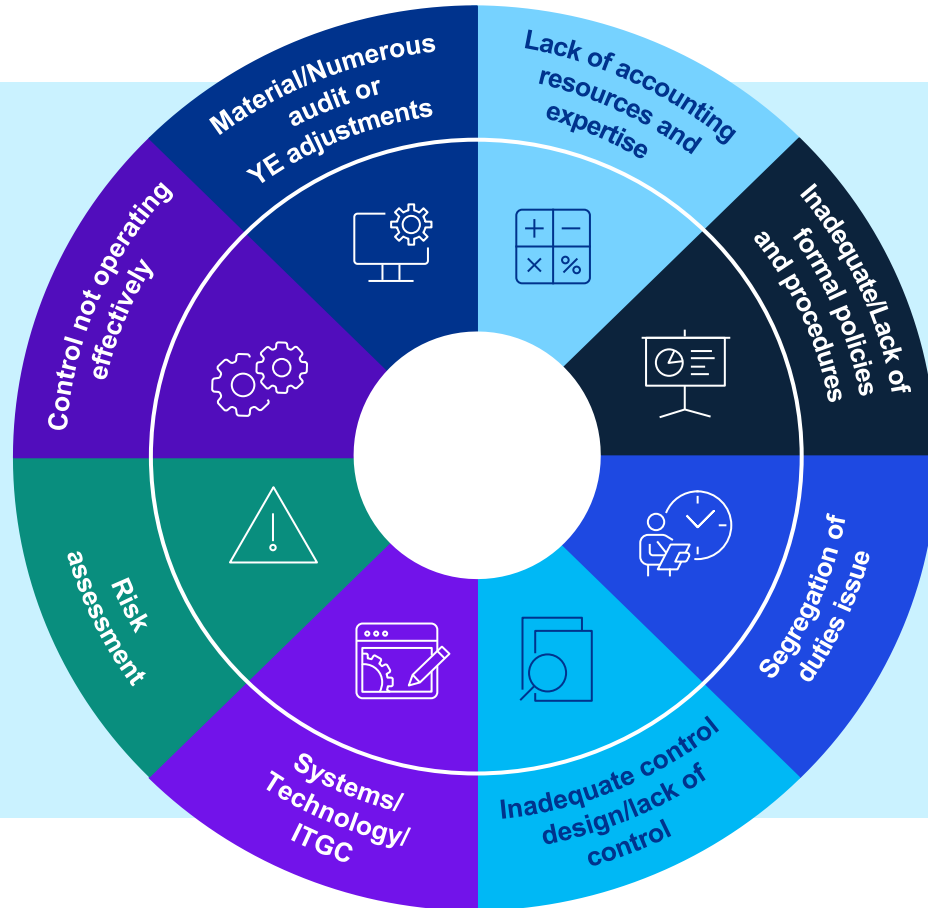 Material/Numerous
audit or
YE adjustments
Lack of accounting
resources and
expertise
Inadequate/Lack of
formal policies
and procedures
Segregation of
duties issue
Inadequate control
design/lack of
control
Systems/
Technology/
ITGC
Risk
assessment
Control not operating
effectively